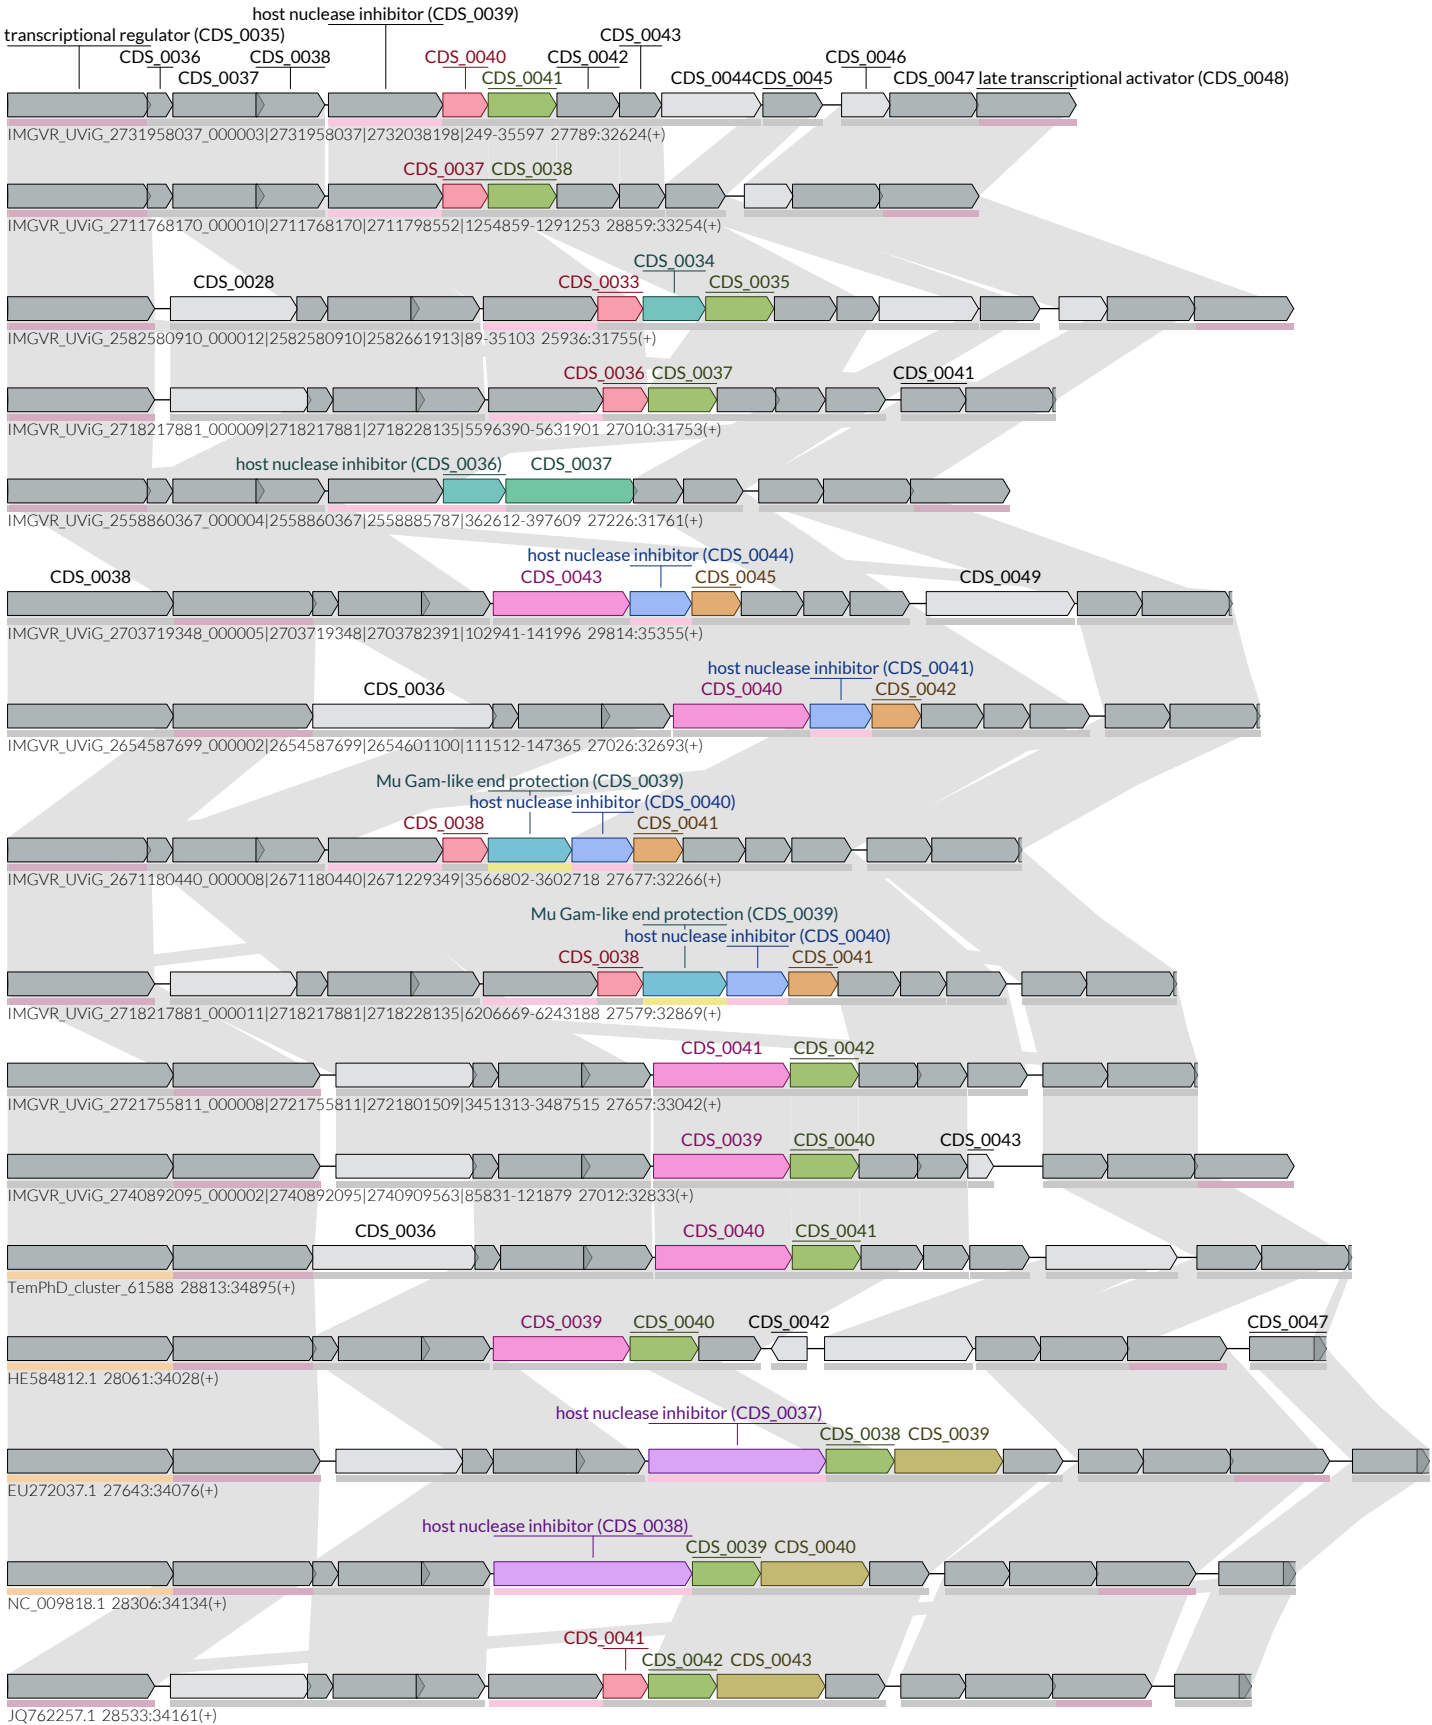 host nuclease inhibitor (CDS_0039)
transcriptional regulator (CDS_0035) CDS_0043
CDS_0036 CDS_0038 CDS_0040 CDS_0042 CDS_0046
CDS_0037 CDS_0041 CDS_0044 CDS_0045 CDS_0047 late transcriptional activator (CDS_0048)
IMGVR_UViG_2731958037_000003|2731958037|2732038198|249-35597 27789:32624(+)
CDS_0037 CDS_0038
IMGVR_UViG_2711768170_000010|2711768170|2711798552|1254859-1291253 28859:33254(+)
CDS_0034
CDS_0028 CDS_0033 CDS_0035
IMGVR_UViG_2582580910_000012|2582580910|2582661913|89-35103 25936:31755(+)
CDS_0036 CDS_0037 CDS_0041
IMGVR_UViG_2718217881_000009|2718217881|2718228135|5596390-5631901 27010:31753(+)
host nuclease inhibitor (CDS_0036) CDS_0037
IMGVR_UViG_2558860367_000004|2558860367|2558885787|362612-397609 27226:31761(+)
host nuclease inhibitor (CDS_0044)
CDS_0038 CDS_0043 CDS_0045 CDS_0049
IMGVR_UViG_2703719348_000005|2703719348|2703782391|102941-141996 29814:35355(+)
host nuclease inhibitor (CDS_0041)
CDS_0036 CDS_0040 CDS_0042
IMGVR_UViG_2654587699_000002|2654587699|2654601100|111512-147365 27026:32693(+)
Mu Gam-like end protection (CDS_0039)
host nuclease inhibitor (CDS_0040)
CDS_0038 CDS_0041
IMGVR_UViG_2671180440_000008|2671180440|2671229349|3566802-3602718 27677:32266(+)
Mu Gam-like end protection (CDS_0039)
host nuclease inhibitor (CDS_0040)
CDS_0038 CDS_0041
IMGVR_UViG_2718217881_000011|2718217881|2718228135|6206669-6243188 27579:32869(+)
CDS_0041 CDS_0042
IMGVR_UViG_2721755811_000008|2721755811|2721801509|3451313-3487515 27657:33042(+)
CDS_0039 CDS_0040 CDS_0043
IMGVR_UViG_2740892095_000002|2740892095|2740909563|85831-121879 27012:32833(+)
CDS_0036 CDS_0040 CDS_0041
TemPhD_cluster_61588 28813:34895(+)
CDS_0039 CDS_0040 CDS_0042 CDS_0047
HE584812.1 28061:34028(+)
host nuclease inhibitor (CDS_0037)
CDS_0038 CDS_0039
EU272037.1 27643:34076(+)
host nuclease inhibitor (CDS_0038)
CDS_0039 CDS_0040
NC_009818.1 28306:34134(+)
CDS_0041
CDS_0042 CDS_0043
JQ762257.1 28533:34161(+)